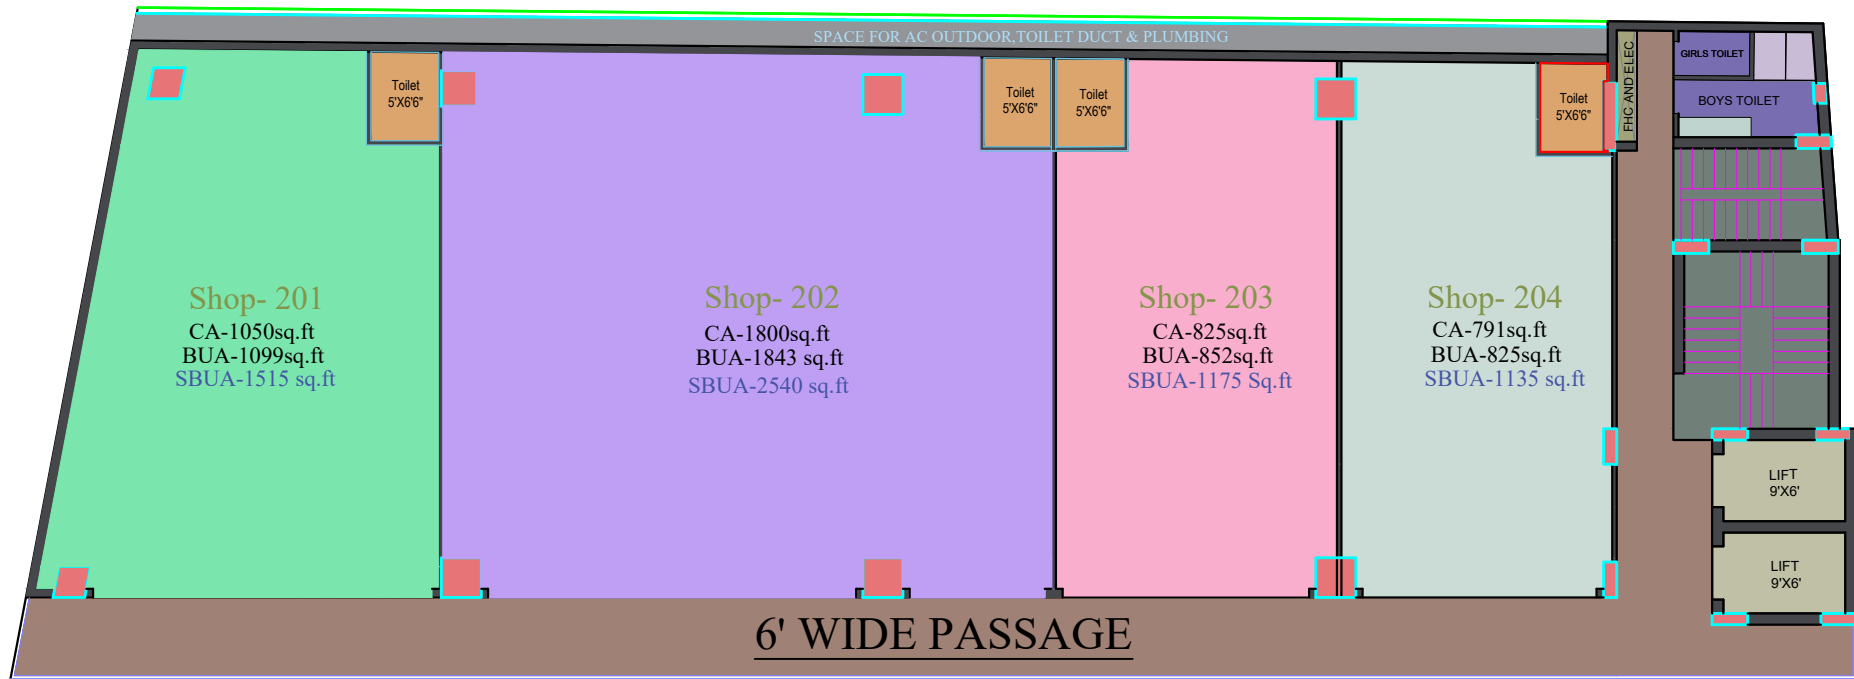 SPACE FOR AC OUTDOOR,TOILET DUCT & PLUMBING
Toilet
5'X6'6"
Toilet
5'X6'6"
Toilet
5'X6'6"
Toilet
5'X6'6"
FHC AND ELEC
GIRLS TOILET
BOYS TOILET
Shop- 201
CA-1050sq.ft
BUA-1099sq.ft
SBUA-1515 sq.ft
Shop- 202
CA-1800sq.ft
BUA-1843 sq.ft
SBUA-2540 sq.ft
Shop- 203
CA-825sq.ft
BUA-852sq.ft
SBUA-1175 Sq.ft
Shop- 204
CA-791sq.ft
BUA-825sq.ft
SBUA-1135 sq.ft
LIFT
9'X6'
LIFT
9'X6'
6' WIDE PASSAGE